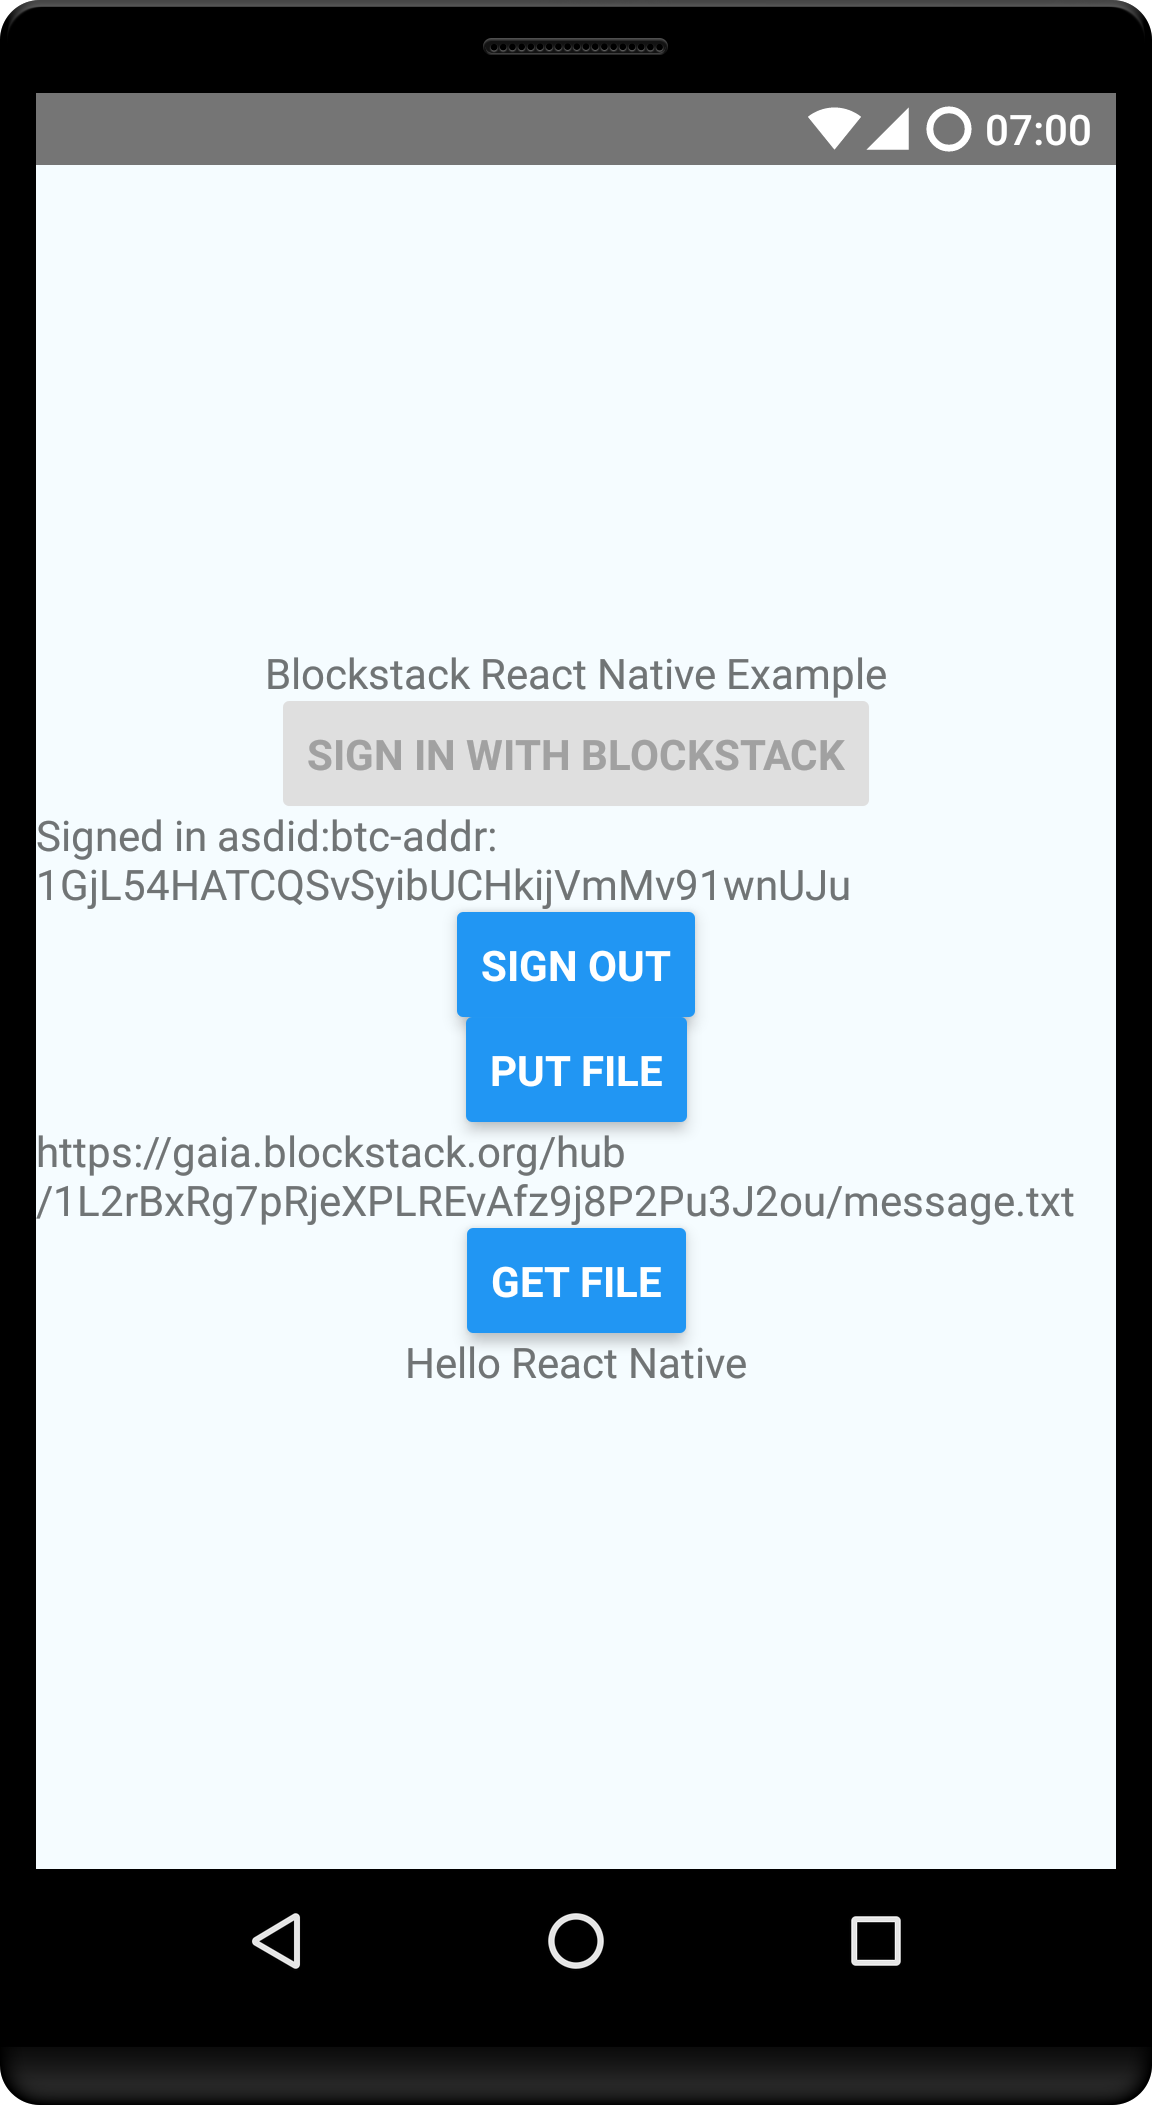 07:00
Blockstack React Native Example
SIGN IN WITH BLOCKSTACK
Signed in asdid:btc-addr:
1GjL54HATCQSvSyibUCHkijVmMv91wnUJu
SIGN OUT
PUT FILE
https://gaia.blockstack.org/hub
/1L2rBxRg7pRjeXPLREvAfz9j8P2Pu3J2ou/message.txt
GET FILE
Hello React Native